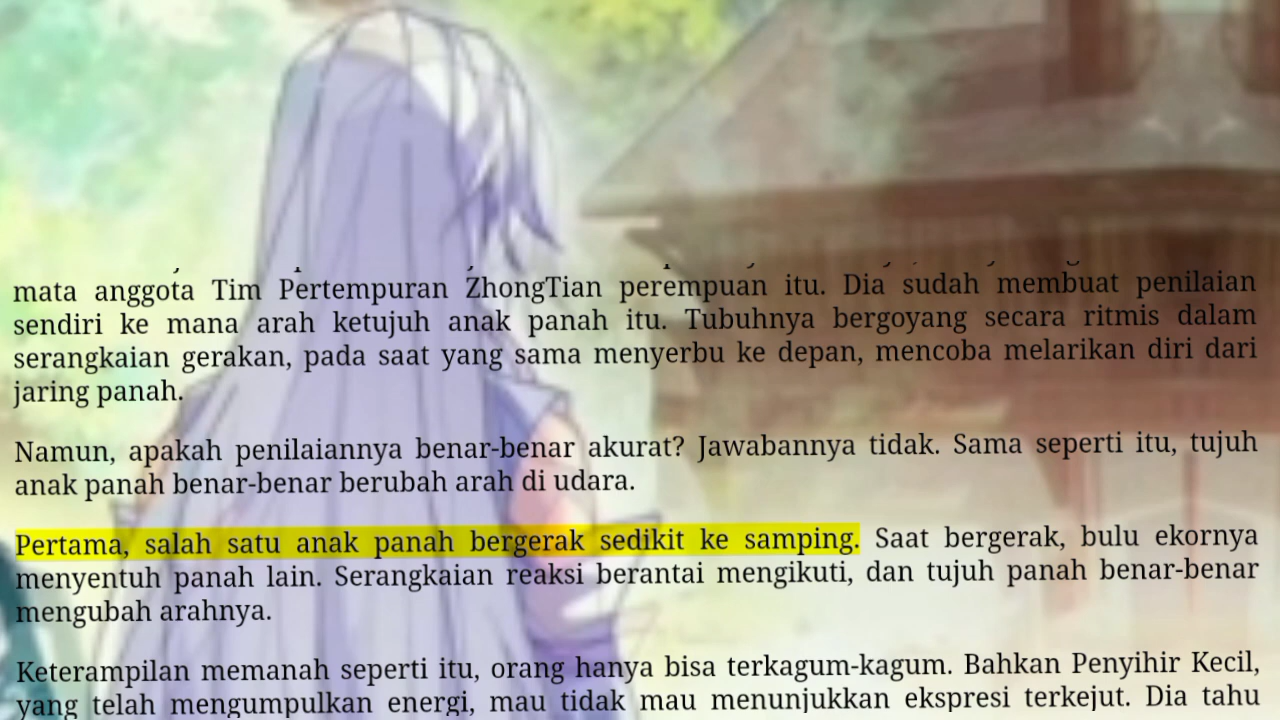 mata anggota Tim Pertempuran ZhongTian perempuan itu. Dia sudah membuat penilaian
sendiri ke mana arah ketujuh anak panah itu. Tubuhnya bergoyang secara ritmis dalam
serangkaian gerakan, pada saat yang sama menyerbu ke depan, mencoba melarikan diri dari
jaring panah.
Namun, apakah penilaiannya benar-benar akurat? Jawabannya tidak. Sama seperti itu, tujuh
anak panah benar-benar berubah arah di udara.
Pertama, salah satu anak panah bergerak sedikit ke samping. Saat bergerak, bulu ekornya
menyentuh panah lain. Serangkaian reaksi berantai mengikuti, dan tujuh panah benar-benar
mengubah arahnya.
Keterampilan memanah seperti itu, orang hanya bisa terkagum-kagum. Bahkan Penyihir Kecil,
yang telah mengumpulkan energi, mau tidak mau menunjukkan ekspresi terkejut. Dia tahu